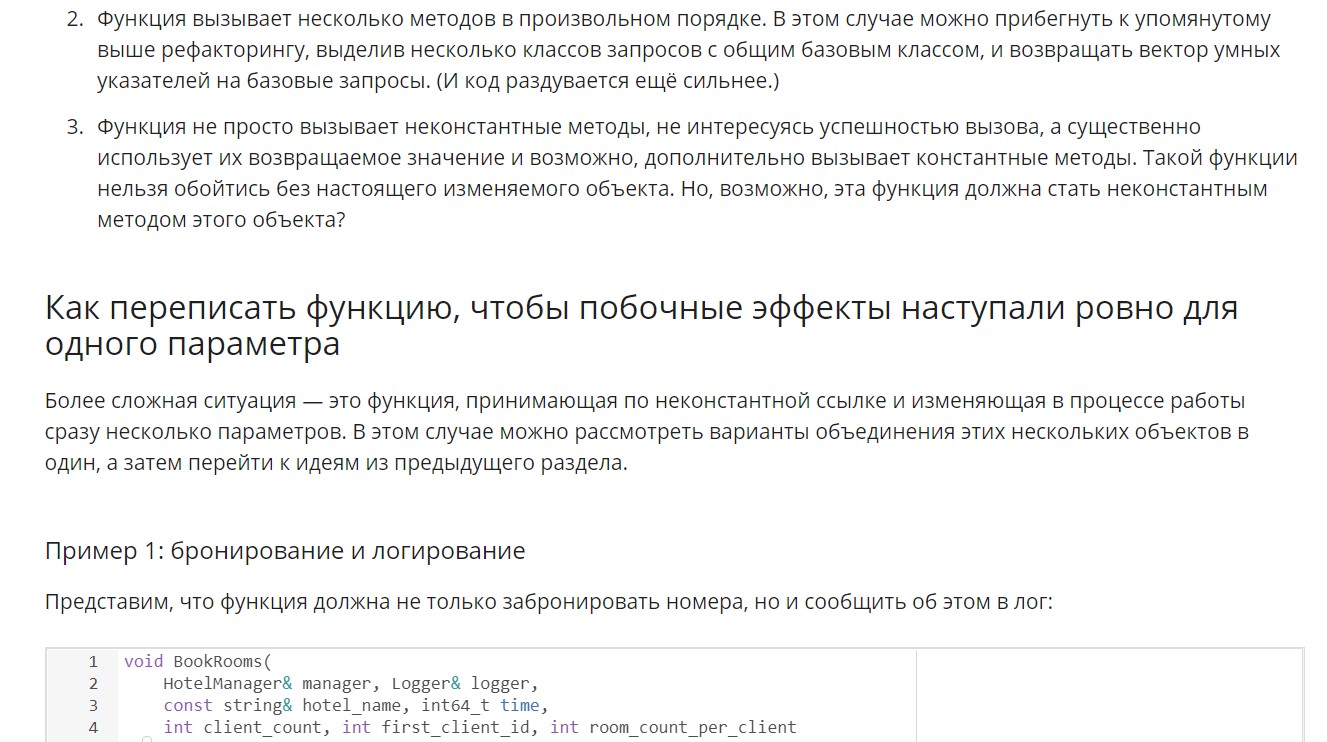 2. Функция вызывает несколько методов в произвольном порядке. В этом случае можно прибегнуть к упомянутому
выше рефакторингу, выделив несколько классов запросов с общим базовым классом, и возвращать вектор умных
указателей на базовые запросы. (И код раздувается ещё сильнее.)
3. Функция не просто вызывает неконстантные методы, не интересуясь успешностью вызова, а существенно
использует их возвращаемое значение и возможно, дополнительно вызывает константные методы. Такой функции
нельзя обойтись без настоящего изменяемого объекта. Но, возможно, эта функция должна стать неконстантным
методом этого объекта?
Как переписать функцию, чтобы побочные эффекты наступали ровно для
одного параметра
Более сложная ситуация — это функция, принимающая по неконстантной ссылке и изменяющая в процессе работы
сразу несколько параметров. В этом случае можно рассмотреть варианты объединения этих нескольких объектов в
один, а затем перейти к идеям из предыдущего раздела.
Пример 1: бронирование и логирование
Представим, что функция должна не только забронировать номера, но и сообщить об этом в лог:
1 void BookRooms(
2 HotelManager& manager, Logger& logger,
3 const string& hotel_name, int64_t time,
4 int client_count, int first_client_id, int room_count_per_client